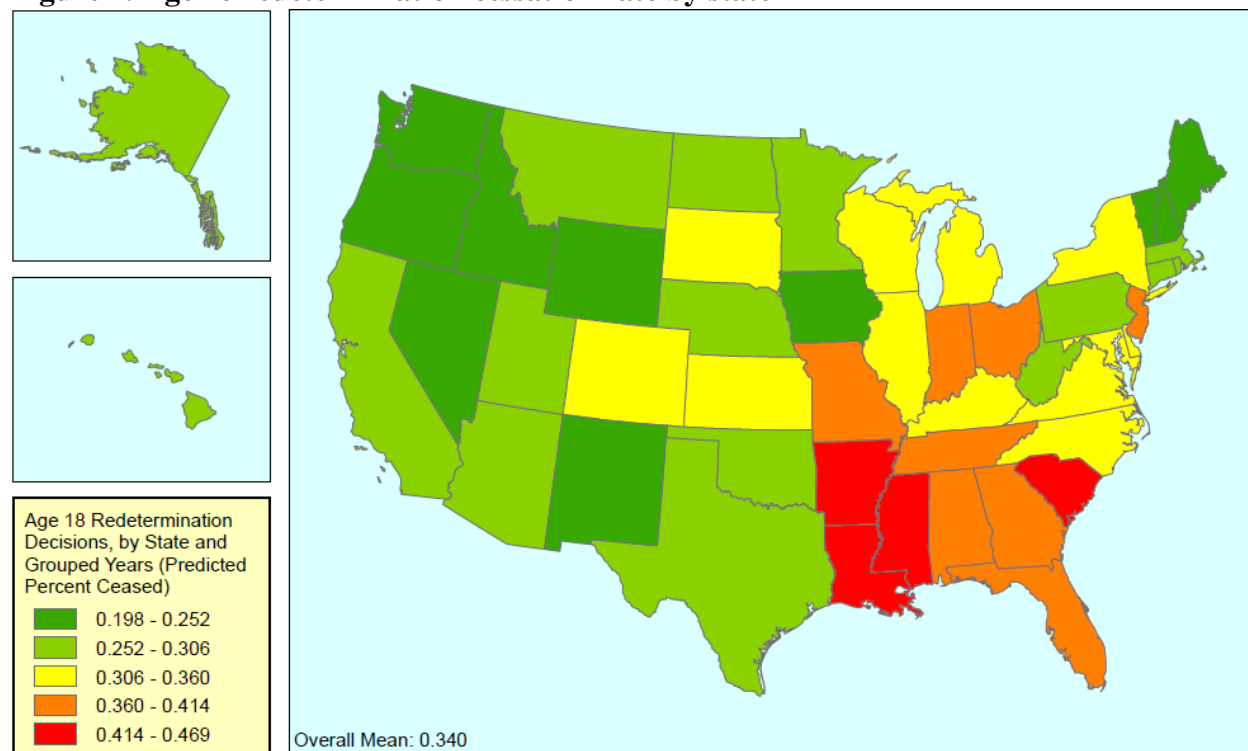 Age 18 Redetermination
Decisions, by State and
Grouped Years (Predicted
Percent Ceased)
0.198 - 0.252
0.252 - 0.306
0.306 - 0.360
0.360 - 0.414
0.414 - 0.469
Overall Mean: 0.340